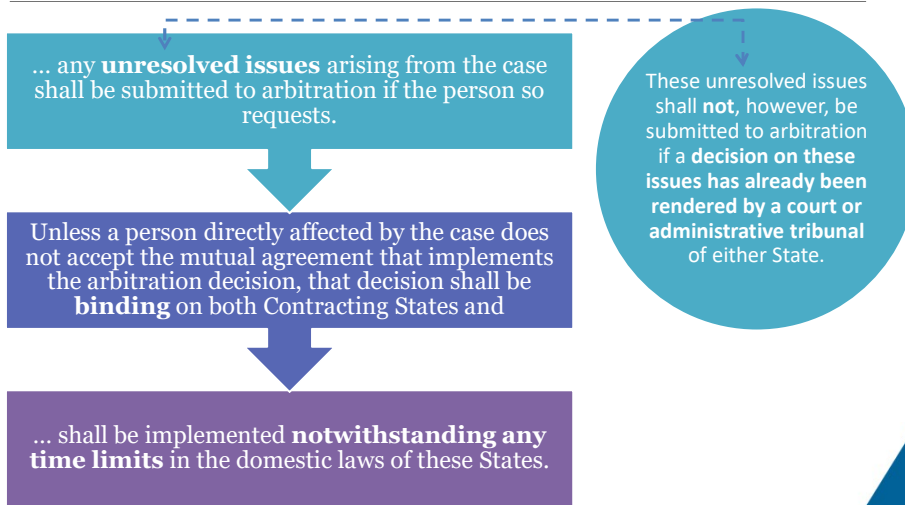 ... any unresolved issues arising from the case
shall be submitted to arbitration if the person so
requests.
Unless a person directly affected by the case does
not accept the mutual agreement that implements
the arbitration decision, that decision shall be
binding on both Contracting States and
... shall be implemented notwithstanding any
time limits in the domestic laws of these States.
These unresolved issues
shall not, however, be
submitted to arbitration
if a decision on these
issues has already been
rendered by a court or
administrative tribunal
of either State.